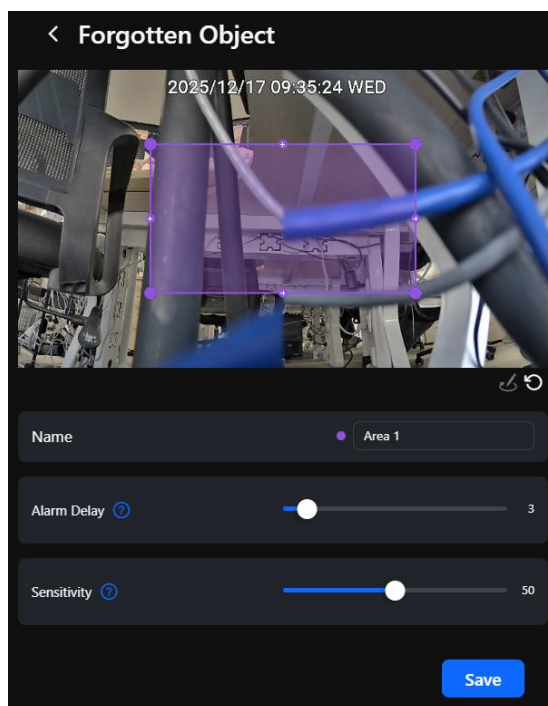 Forgotten Object
2025/12/17 09:35:24 WED
Name
Area 1
Alarm Delay
3
Sensitivity
50
Save